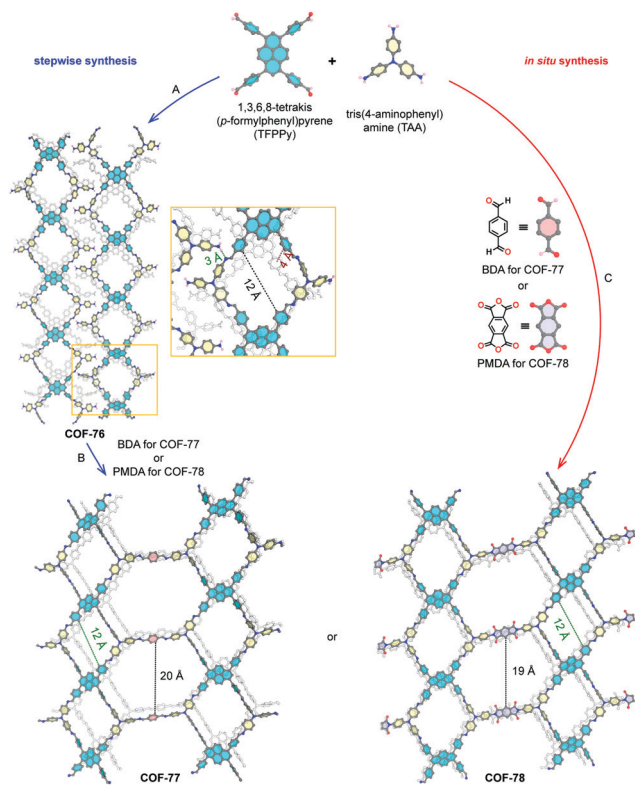 stepwise synthesis
in situ synthesis
A
+
1,3,6,8-tetrakis
(p-formylphenyl)pyrene
(TFPPy)
tris(4-aminophenyl)
amine (TAA)
3 Å
4 Å
12 Å
O H
H O
≡
BDA for COF-77
or
O O O
O O O
≡
PMDA for COF-78
C
COF-76
B
BDA for COF-77
or
PMDA for COF-78
12 Å
20 Å
or
12 Å
19 Å
COF-77
COF-78